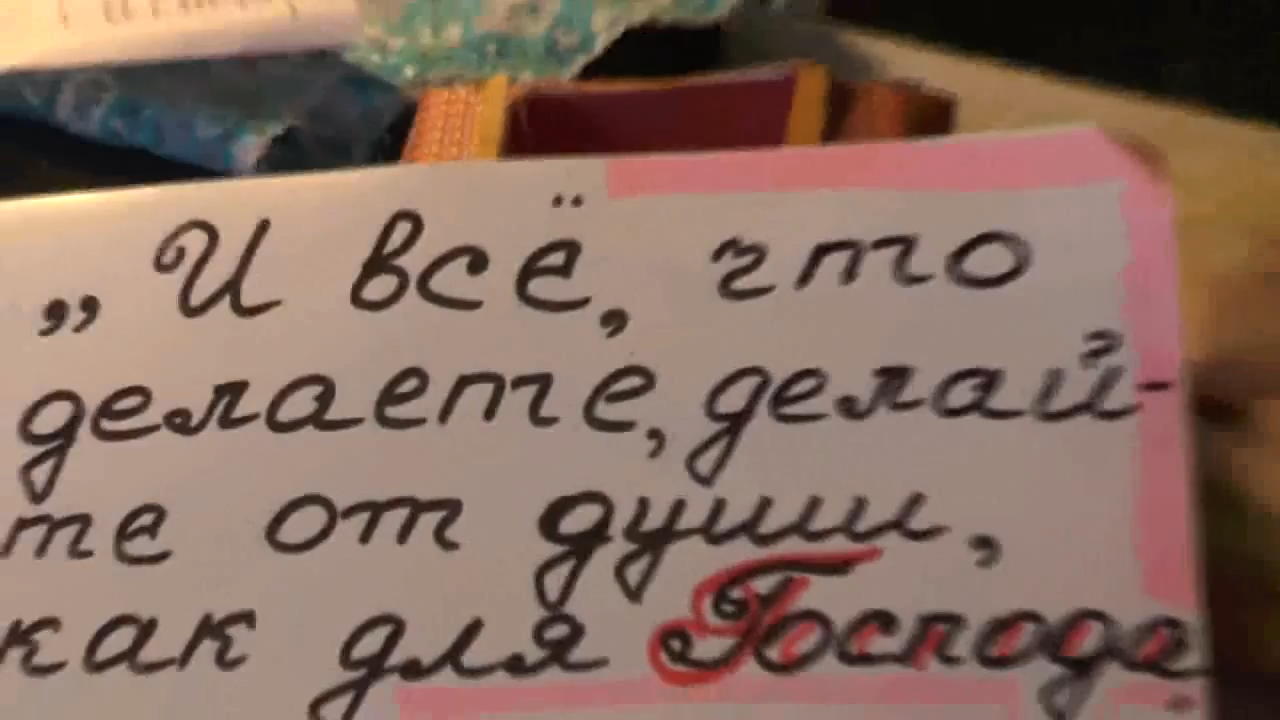 „И всё, что
делаете, делай-
те от души,
как для Господа